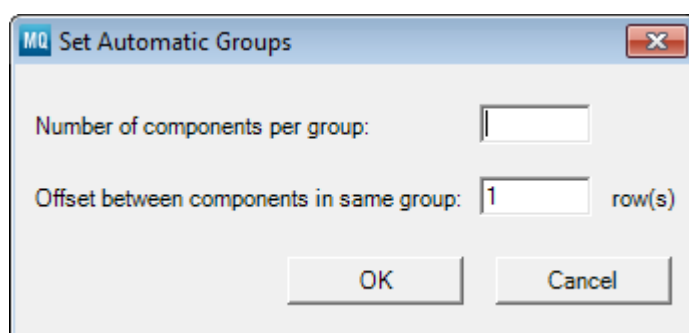 MQ Set Automatic Groups
Number of components per group:
Offset between components in same group: 1 row(s)
OK Cancel